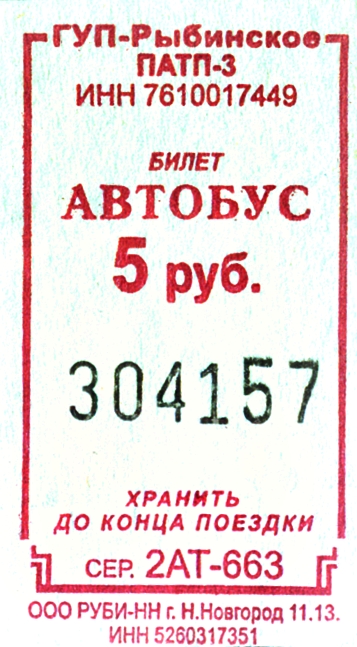 ГУП-Рыбинское
ПАТП-3
ИНН 7610017449
БИЛЕТ
АВТОБУС
5 руб.
304157
ХРАНИТЬ
ДО КОНЦА ПОЕЗДКИ
СЕР. 2АТ-663
ООО РУБИ-НН г. Н.Новгород 11.13.
ИНН 5260317351